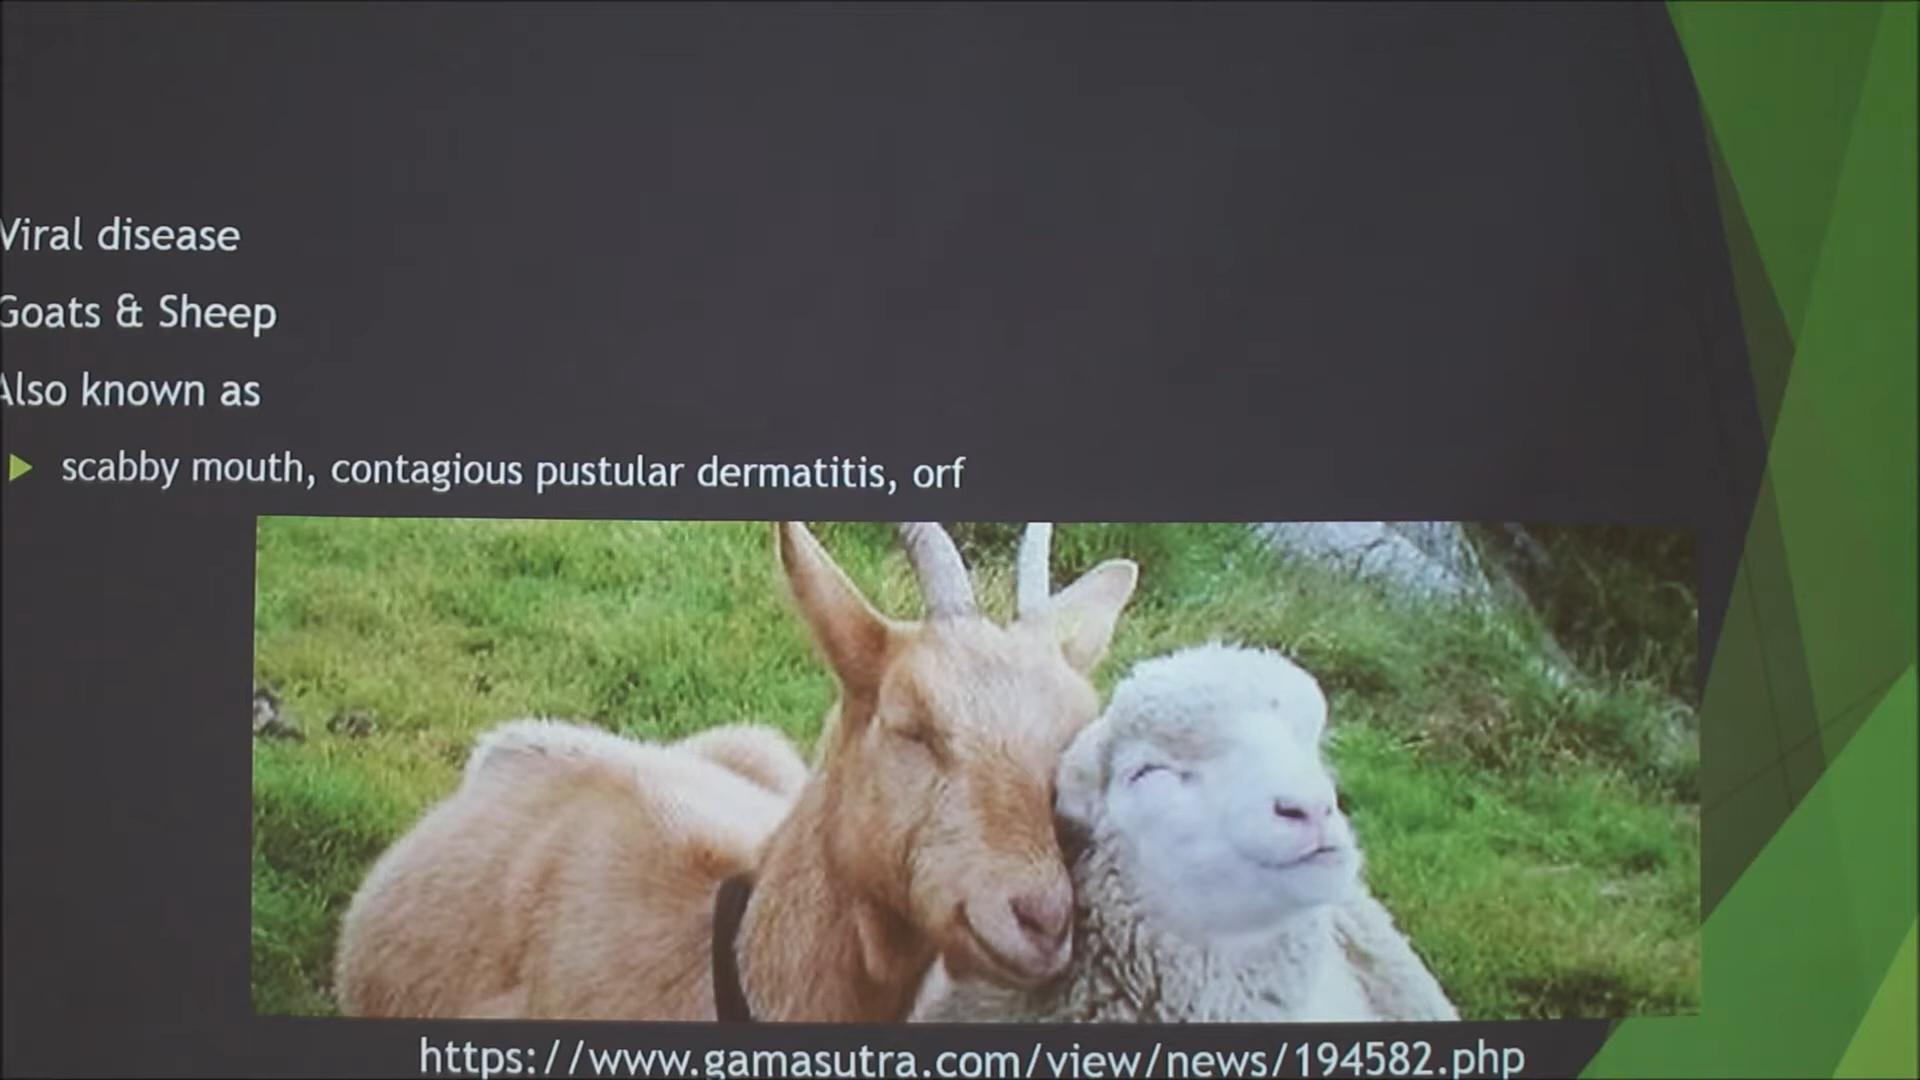 Viral disease
Goats & Sheep
Also known as
scabby mouth, contagious pustular dermatitis, orf
https://www.gamasutra.com/view/news/194582.php